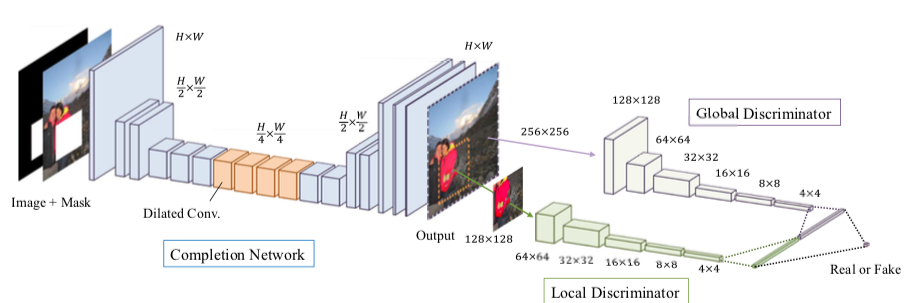 H×W
H/2×W/2
H/4×W/4
H/2×W/2
H×W
Image + Mask
Dilated Conv.
Completion Network
Output
256×256
128×128
128×128
64×64
32×32
16×16
8×8
4×4
Global Discriminator
64×64
32×32
16×16
8×8
4×4
Local Discriminator
Real or Fake